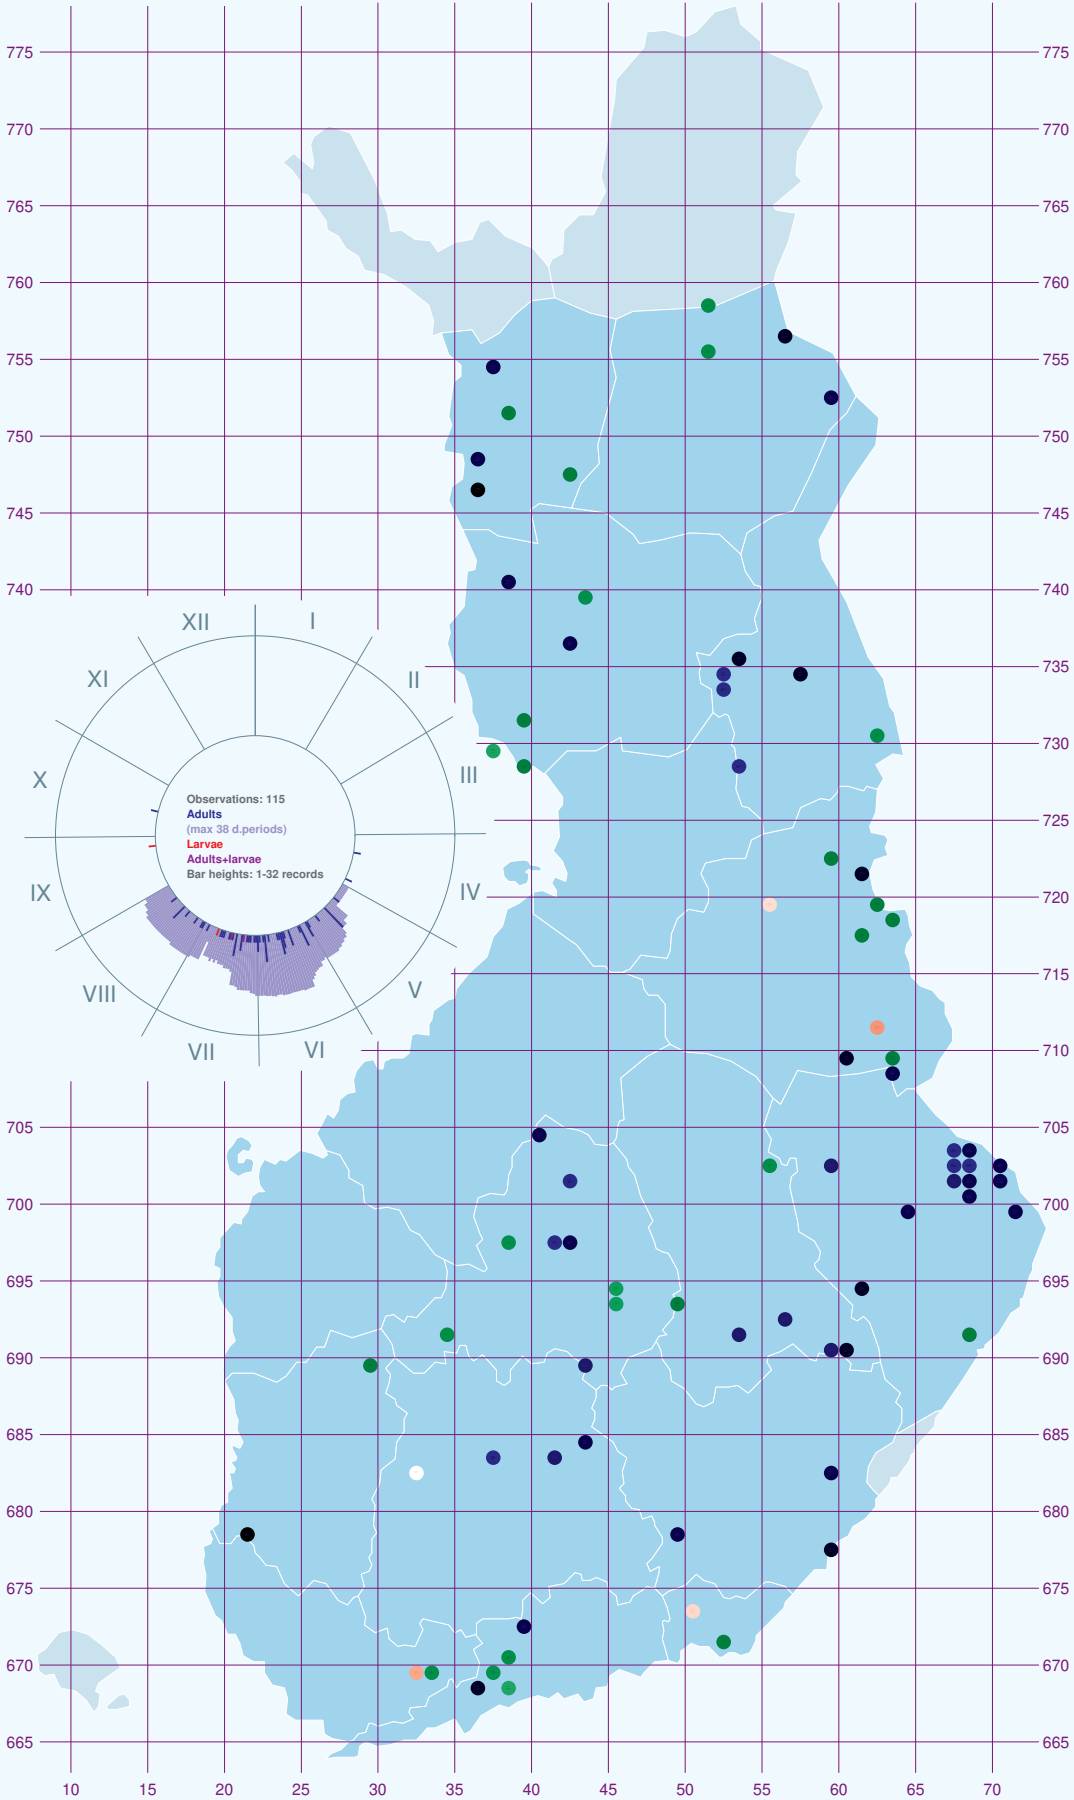 775 775
770 770
765 765
760 760
755 755
750 750
745 745
740 740
XII I
XI II
735
730
X III
Observations: 115
Adults
(max 38 d.periods)
Larvae
Adults+larvae
Bar heights: 1-32 records
725
IX IV
720
VIII V
715
VII VI
710
705 705
700 700
695 695
690 690
685 685
680 680
675 675
670 670
665 665
10 15 20 25 30 35 40 45 50 55 60 65 70